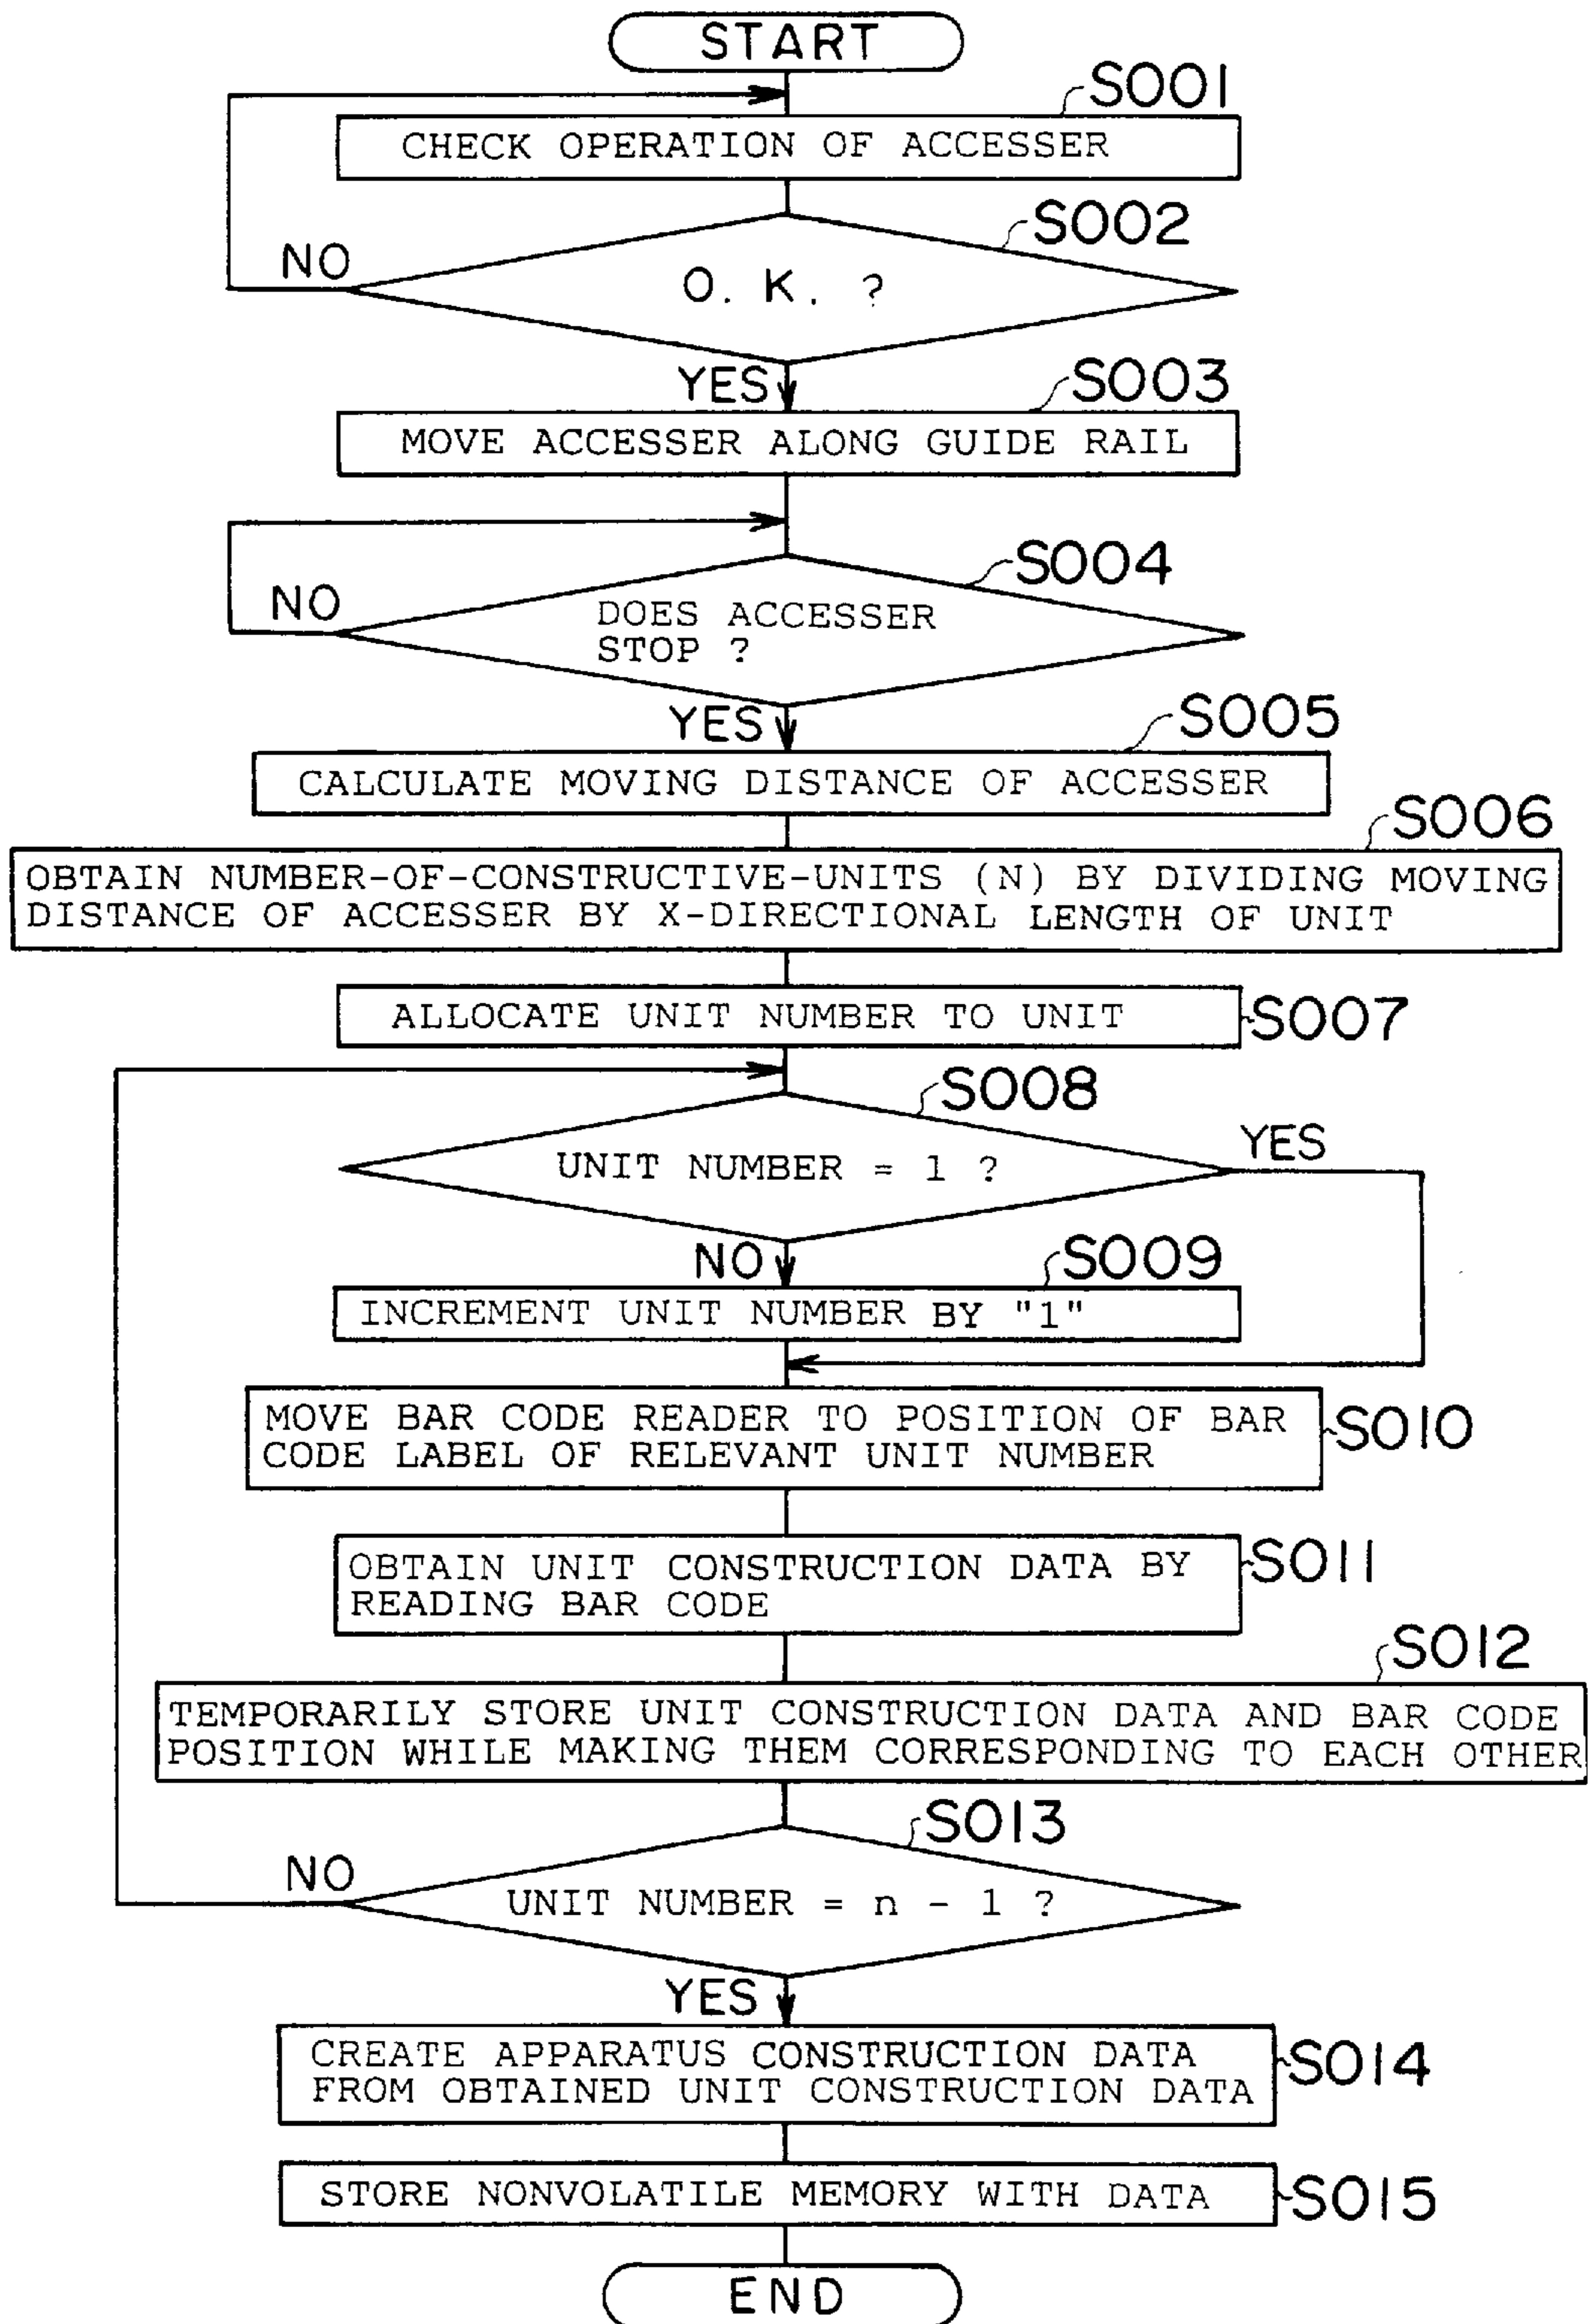 START
S001
CHECK OPERATION OF ACCESSER
S002
NO
O. K. ?
YES
S003
MOVE ACCESSER ALONG GUIDE RAIL
S004
NO
DOES ACCESSER
STOP ?
YES
S005
CALCULATE MOVING DISTANCE OF ACCESSER
S006
OBTAIN NUMBER-OF-CONSTRUCTIVE-UNITS (N) BY DIVIDING MOVING
DISTANCE OF ACCESSER BY X-DIRECTIONAL LENGTH OF UNIT
ALLOCATE UNIT NUMBER TO UNIT
S007
S008
YES
UNIT NUMBER = 1 ?
NO
S009
INCREMENT UNIT NUMBER BY "1"
MOVE BAR CODE READER TO POSITION OF BAR
CODE LABEL OF RELEVANT UNIT NUMBER
S010
OBTAIN UNIT CONSTRUCTION DATA BY
READING BAR CODE
S011
S012
TEMPORARILY STORE UNIT CONSTRUCTION DATA AND BAR CODE
POSITION WHILE MAKING THEM CORRESPONDING TO EACH OTHER
S013
NO
UNIT NUMBER = n - 1 ?
YES
CREATE APPARATUS CONSTRUCTION DATA
FROM OBTAINED UNIT CONSTRUCTION DATA
S014
STORE NONVOLATILE MEMORY WITH DATA
S015
END